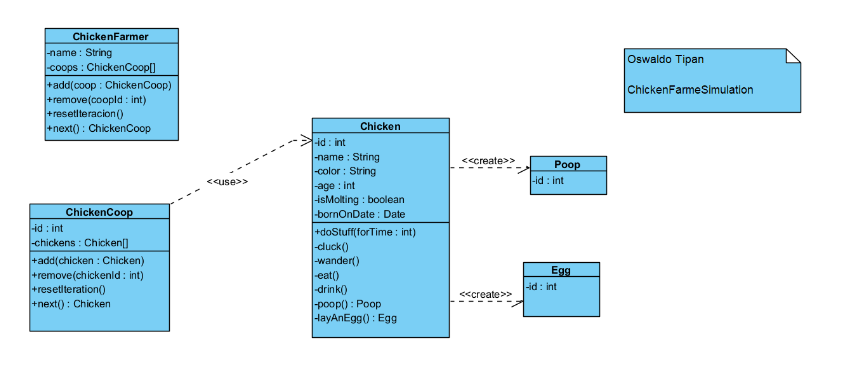 ChickenFarmer
-name : String
-coops : ChickenCoop[]
+add(coop : ChickenCoop)
+remove(coopId : int)
+resetIteracion()
+next() : ChickenCoop
Oswaldo Tipan
ChickenFarmeSimulation
Chicken
-id : int
-name : String
-color : String
-age : int
-isMolting : boolean
-bornOnDate : Date
+doStuff(forTime : int)
-cluck()
-wander()
-eat()
-drink()
-poop() : Poop
-layAnEgg() : Egg
<<create>>
Poop
-id : int
<<use>>
ChickenCoop
-id : int
-chickens : Chicken[]
+add(chicken : Chicken)
+remove(chickenId : int)
+resetIteration()
+next() : Chicken
<<create>>
Egg
-id : int